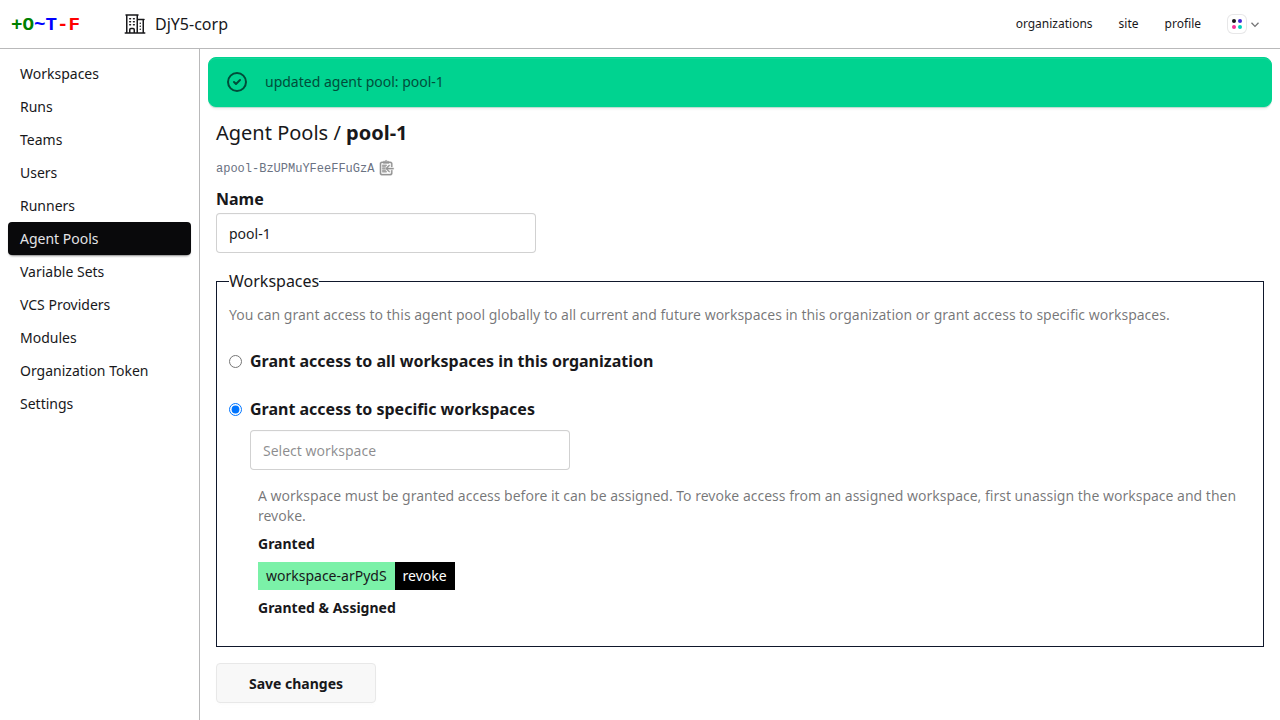 +O~T-F
DjY5-corp
organizations
site
profile
Workspaces
Runs
Teams
Users
Runners
Agent Pools
Variable Sets
VCS Providers
Modules
Organization Token
Settings
updated agent pool: pool-1
Agent Pools / pool-1
apool-BzUPMuYFeeFFuGzA
Name
pool-1
Workspaces
You can grant access to this agent pool globally to all current and future workspaces in this organization or grant access to specific workspaces.
Grant access to all workspaces in this organization
Grant access to specific workspaces
Select workspace
A workspace must be granted access before it can be assigned. To revoke access from an assigned workspace, first unassign the workspace and then
revoke.
Granted
workspace-arPydS revoke
Granted & Assigned
Save changes